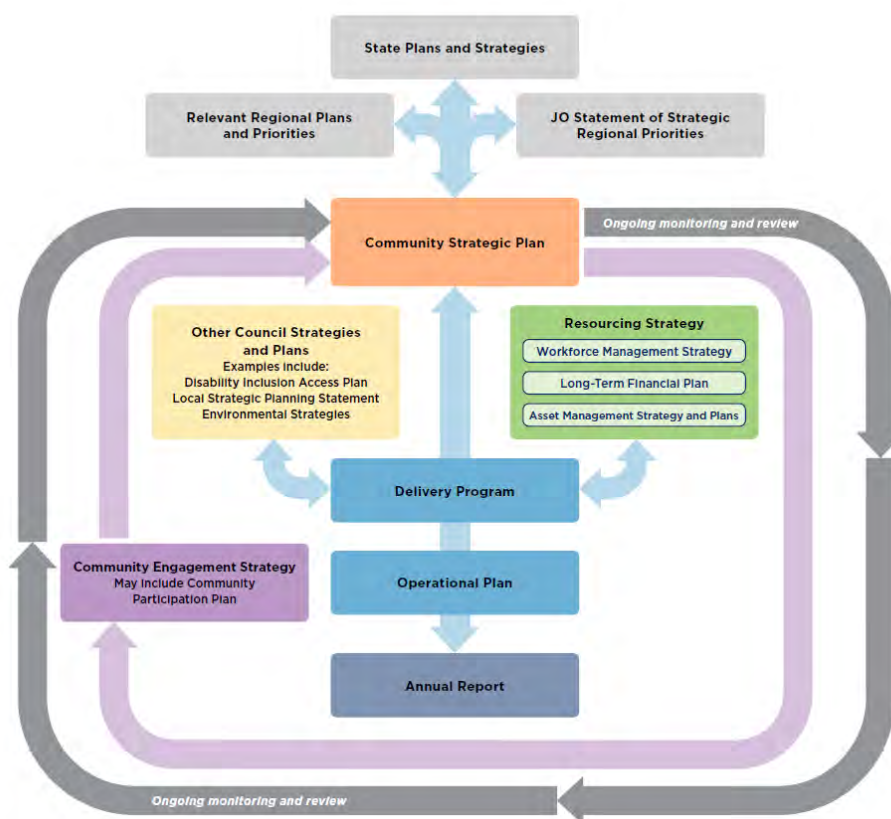 State Plans and Strategies
Relevant Regional Plans
and Priorities
JO Statement of Strategic
Regional Priorities
Community Strategic Plan
Ongoing monitoring and review
Other Council Strategies
and Plans
Examples include:
Disability Inclusion Access Plan
Local Strategic Planning Statement
Environmental Strategies
Resourcing Strategy
Workforce Management Strategy
Long-Term Financial Plan
Asset Management Strategy and Plans
Delivery Program
Community Engagement Strategy
May Include Community
Participation Plan
Operational Plan
Annual Report
Ongoing monitoring and review